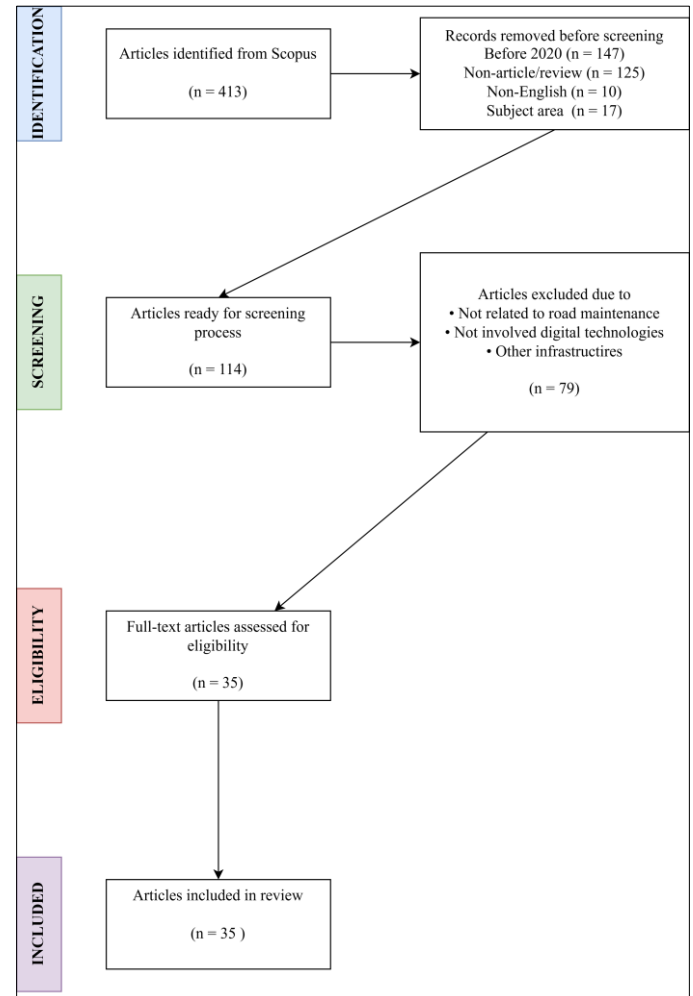 IDENTIFICATION
Articles identified from Scopus
(n = 413)
Records removed before screening
Before 2020 (n = 147)
Non-article/review (n = 125)
Non-English (n = 10)
Subject area (n = 17)
SCREENING
Articles ready for screening
process
(n = 114)
Articles excluded due to
• Not related to road maintenance
• Not involved digital technologies
• Other infrastructires
(n = 79)
ELIGIBILITY
Full-text articles assessed for
eligibility
(n = 35)
INCLUDED
Articles included in review
(n = 35 )